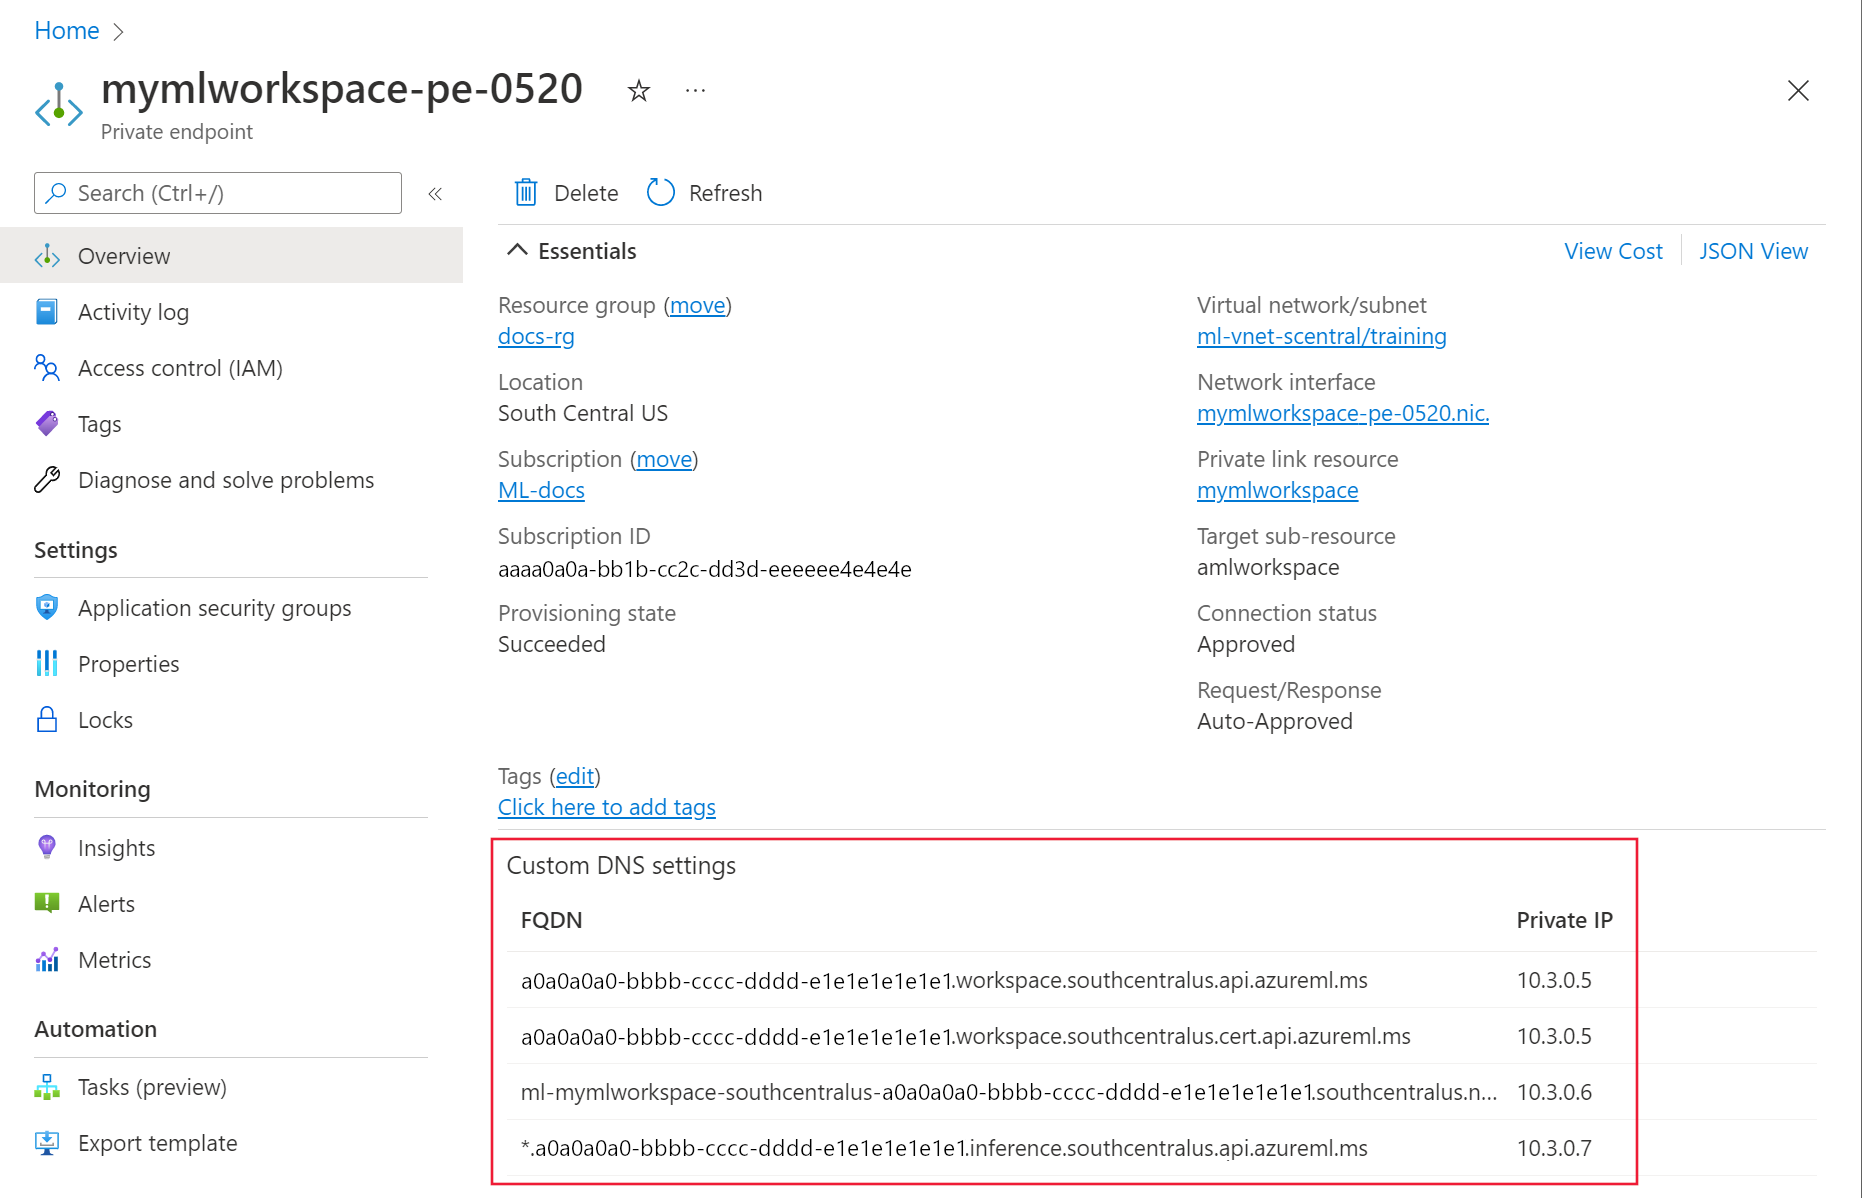 Home
mymlworkspace-pe-0520
Private endpoint
Search (Ctrl+/)
Overview
Activity log
Access control (IAM)
Tags
Diagnose and solve problems
Settings
Application security groups
Properties
Locks
Monitoring
Insights
Alerts
Metrics
Automation
Tasks (preview)
Export template
Delete
Refresh
Essentials
View Cost
JSON View
Resource group (move)
docs-rg
Location
South Central US
Subscription (move)
ML-docs
Subscription ID
aaaa0a0a-bb1b-cc2c-dd3d-eeeeee4e4e4e
Provisioning state
Succeeded
Virtual network/subnet
ml-vnet-scentral/training
Network interface
mymlworkspace-pe-0520.nic.
Private link resource
mymlworkspace
Target sub-resource
amlworkspace
Connection status
Approved
Request/Response
Auto-Approved
Tags (edit)
Click here to add tags
Custom DNS settings
FQDN Private IP
a0a0a0a0-bbbb-cccc-dddd-e1e1e1e1e1e1.workspace.southcentralus.api.azureml.ms 10.3.0.5
a0a0a0a0-bbbb-cccc-dddd-e1e1e1e1e1e1.workspace.southcentralus.cert.api.azureml.ms 10.3.0.5
ml-mymlworkspace-southcentralus-a0a0a0a0-bbbb-cccc-dddd-e1e1e1e1e1e1.southcentralus.n... 10.3.0.6
*.a0a0a0a0-bbbb-cccc-dddd-e1e1e1e1e1e1.inference.southcentralus.api.azureml.ms 10.3.0.7